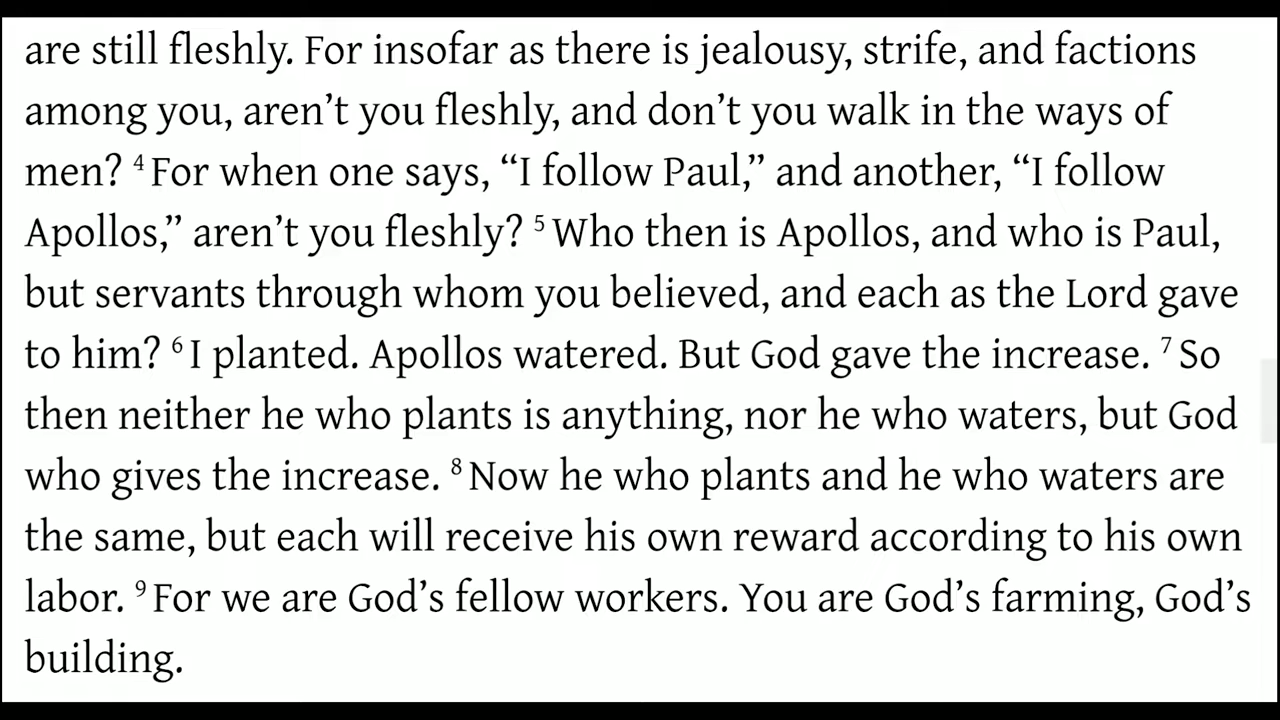 are still fleshly. For insofar as there is jealousy, strife, and factions
among you, aren’t you fleshly, and don’t you walk in the ways of
men? 4 For when one says, “I follow Paul,” and another, “I follow
Apollos,” aren’t you fleshly? 5 Who then is Apollos, and who is Paul,
but servants through whom you believed, and each as the Lord gave
to him? 6 I planted. Apollos watered. But God gave the increase. 7 So
then neither he who plants is anything, nor he who waters, but God
who gives the increase. 8 Now he who plants and he who waters are
the same, but each will receive his own reward according to his own
labor. 9 For we are God’s fellow workers. You are God’s farming, God’s
building.